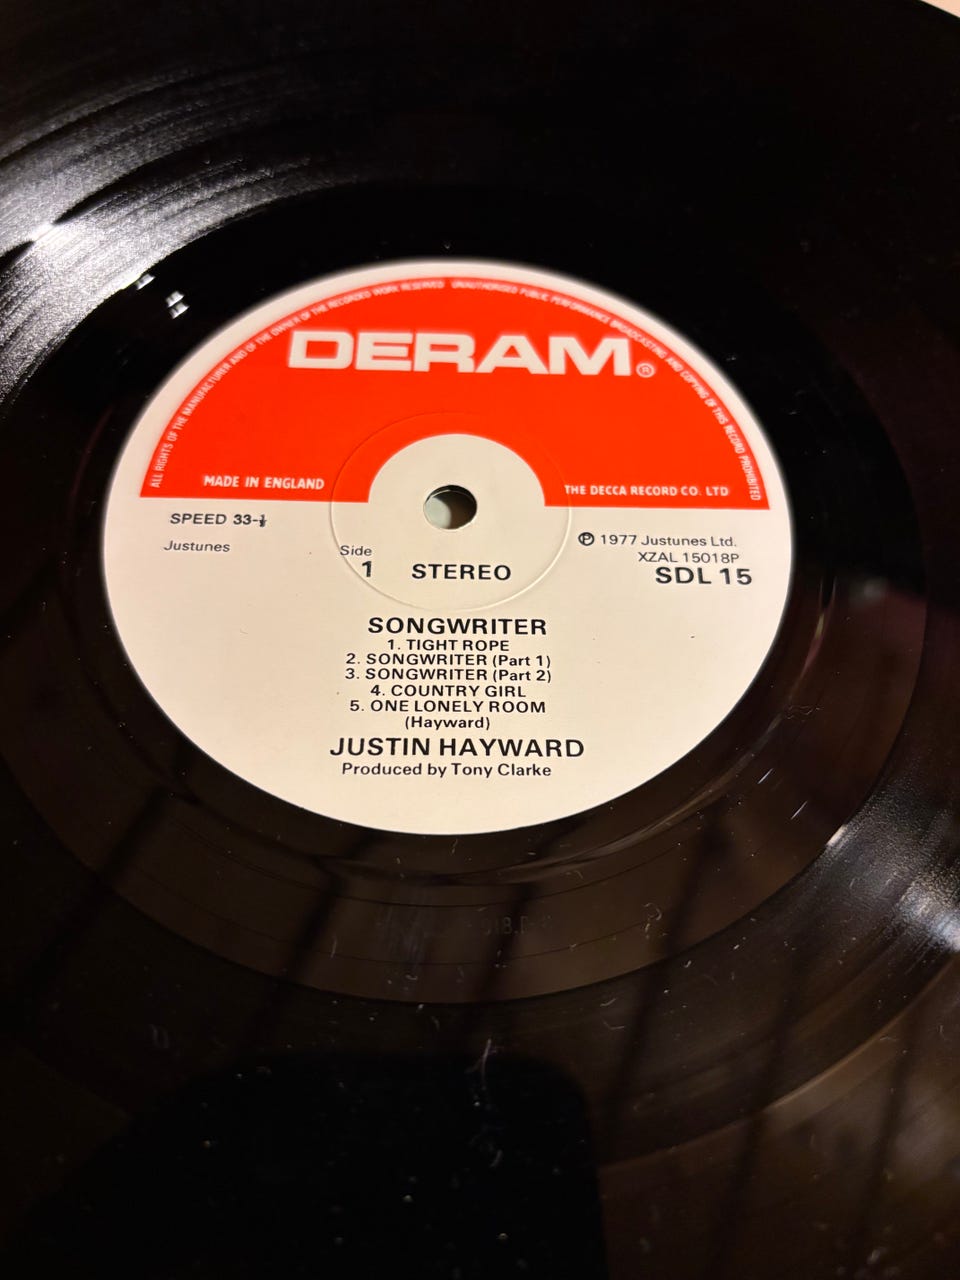 ALL RIGHTS OF THE MANUFACTURER AND OF THE OWNER OF THE RECORDED WORK RESERVED UNAUTHORISED PUBLIC PERFORMANCE BROADCASTING AND COPYING OF THIS RECORD PROHIBITED
DERAM®
MADE IN ENGLAND
THE DECCA RECORD CO. LTD
SPEED 33-⅓
Justunes
Side
1
STEREO
℗ 1977 Justunes Ltd.
XZAL 15018P
SDL 15
SONGWRITER
1. TIGHT ROPE
2. SONGWRITER (Part 1)
3. SONGWRITER (Part 2)
4. COUNTRY GIRL
5. ONE LONELY ROOM
(Hayward)
JUSTIN HAYWARD
Produced by Tony Clarke